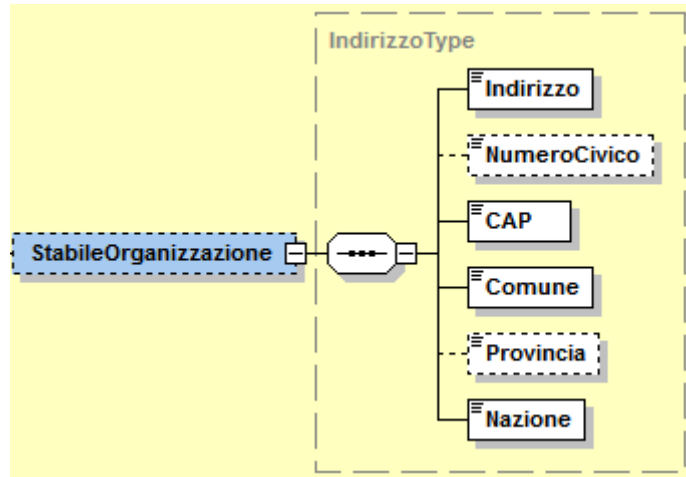 IndirizzoType
Indirizzo
NumeroCivico
CAP
StabileOrganizzazione
Comune
Provincia
Nazione